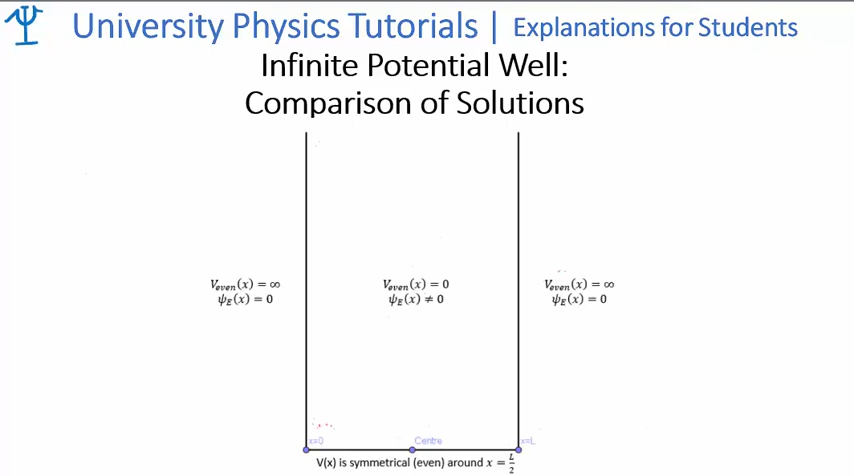 University Physics Tutorials | Explanations for Students
Infinite Potential Well:
Comparison of Solutions
V_even(x) = ∞
ψ_E(x) = 0
V_even(x) = 0
ψ_E(x) ≠ 0
V_even(x) = ∞
ψ_E(x) = 0
x=0
Centre
x=L
V(x) is symmetrical (even) around x = L/2